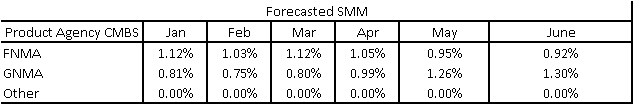 Forecasted SMM
Product Agency CMBS Jan Feb Mar Apr May June
FNMA 1.12% 1.03% 1.12% 1.05% 0.95% 0.92%
GNMA 0.81% 0.75% 0.80% 0.99% 1.26% 1.30%
Other 0.00% 0.00% 0.00% 0.00% 0.00% 0.00%